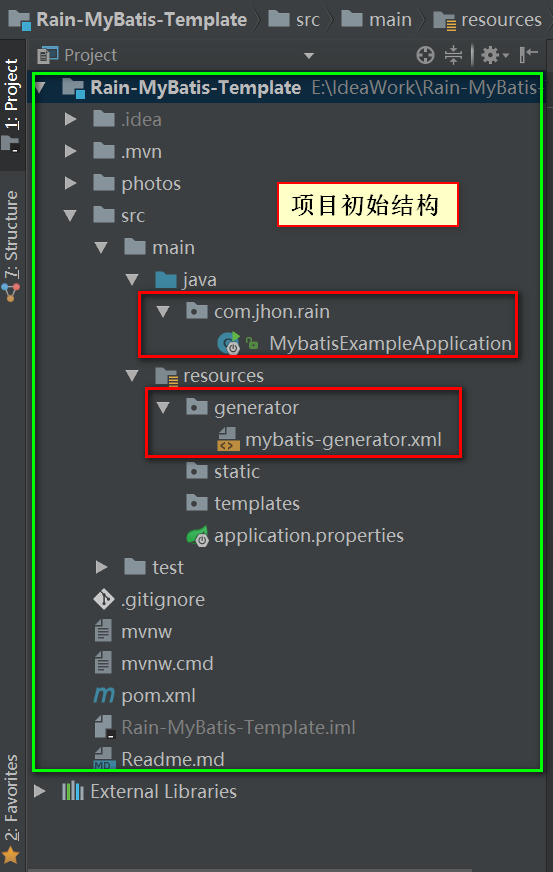 Rain-MyBatis-Template src main resources
Project
Rain-MyBatis-Template E:\IdeaWork\Rain-MyBatis-
.idea
.mvn
photos
src
项目初始结构
main
java
com.jhon.rain
MybatisExampleApplication
resources
generator
mybatis-generator.xml
static
templates
application.properties
test
.gitignore
mvnw
mvnw.cmd
pom.xml
Rain-MyBatis-Template.iml
Readme.md
External Libraries
1: Project
7: Structure
2: Favorites